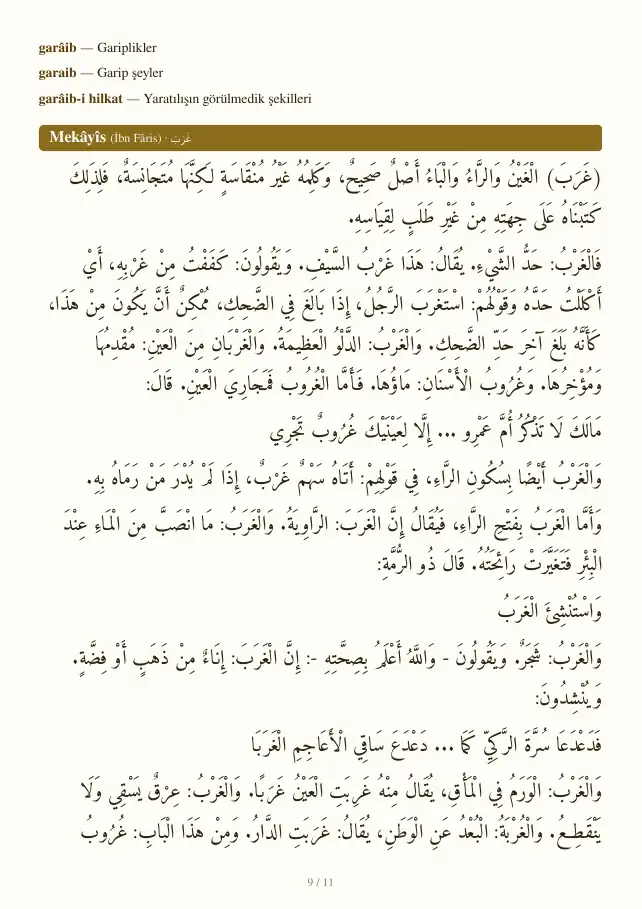 garâib — Gariplikler
garaib — Garip şeyler
garâib-i hilkat — Yaratılışın görülmedik şekilleri
Mekâyîs (İbn Fâris) · غَرَبَ
(غَرَبَ) الْغَيْنُ وَالرَّاءُ وَالْبَاءُ أَصْلٌ صَحِيحٌ، وَكَلِمُهُ غَيْرُ مُنْقَاسَةٍ لَكِنَّهَا مُتَجَانِسَةٌ، فَلِذَلِكَ
كَتَبْنَاهُ عَلَى جِهَتِهِ مِنْ غَيْرِ طَلَبٍ لِقِيَاسِهِ.
فَالْغَرْبُ: حَدُّ الشَّيْءِ. يُقَالُ: هَذَا غَرْبُ السَّيْفِ. وَيَقُولُونَ: كَفَفْتُ مِنْ غَرْبِهِ، أَيْ
أَكْلَلْتُ حَدَّهُ وَقَوْلُهُمْ: اسْتَغْرَبَ الرَّجُلُ، إِذَا بَالَغَ فِي الضَّحِكِ، مُمْكِنٌ أَنَّ يَكُونَ مِنْ هَذَا،
كَأَنَّهُ بَلَغَ آخِرَ حَدِّ الضَّحِكِ. وَالْغَرْبُ: الدَّلْوُ الْعَظِيمَةُ. وَالْغَرْبَانِ مِنَ الْعَيْنِ: مُقْدِمُهَا
وَمُؤْخِرُهَا. وَغُرُوبُ الْأَسْنَانِ: مَاؤُهَا. فَأَمَّا الْغُرُوبُ فَمَجَارِيَ الْعَيْنِ. قَالَ:
مَالَكَ لَا تَذْكُرُ أُمَّ عَمْرِو ... إِلَّا لِعَيْنَيْكَ غُرُوبٌ تَجْرِي
وَالْغَرْبُ أَيْضًا بِسُكُونِ الرَّاءِ، فِي قَوْلِهِمْ: أَتَاهُ سَهْمٌ غَرْبٌ، إِذَا لَمْ يُدْرَ مَنْ رَمَاهُ بِهِ.
وَأَمَّا الْغَرَبُ بِفَتْحِ الرَّاءِ، فَيُقَالُ إِنَّ الْغَرَبَ: الرَّاوِيَةُ. وَالْغَرَبُ: مَا انْصَبَّ مِنَ الْمَاءِ عِنْدَ
الْبِئْرِ فَتَغَيَّرَتْ رَائِحَتُهُ. قَالَ ذُو الرُّمَّةِ:
وَاسْتُنْشِئَ الْغَرَبُ
وَالْغَرْبُ: شَجَرٌ. وَيَقُولُونَ - وَاللَّهُ أَعْلَمُ بِصِحَّتِهِ -: إِنَّ الْغَرَبَ: إِنَاءٌ مِنْ ذَهَبٍ أَوْ فِضَّةٍ.
وَيُنْشِدُونَ:
فَدَعْدَعَا سُرَّةَ الرَّكِيِّ كَمَا ... دَعْدَعَ سَاقِي الْأَعَاجِمِ الْغَرَبَا
وَالْغَرْبُ: الْوَرَمُ فِي الْمَأْقِ، يُقَالُ مِنْهُ غَرِبَتِ الْعَيْنُ غَرَبًا. وَالْغَرْبُ: عِرْقٌ يَسْقِي وَلَا
يَنْقَطِعُ. وَالْغُرْبَةُ: الْبُعْدُ عَنِ الْوَطَنِ، يُقَالُ: غَرَبَتِ الدَّارُ. وَمِنْ هَذَا الْبَابِ: غُرُوبُ
9 / 11